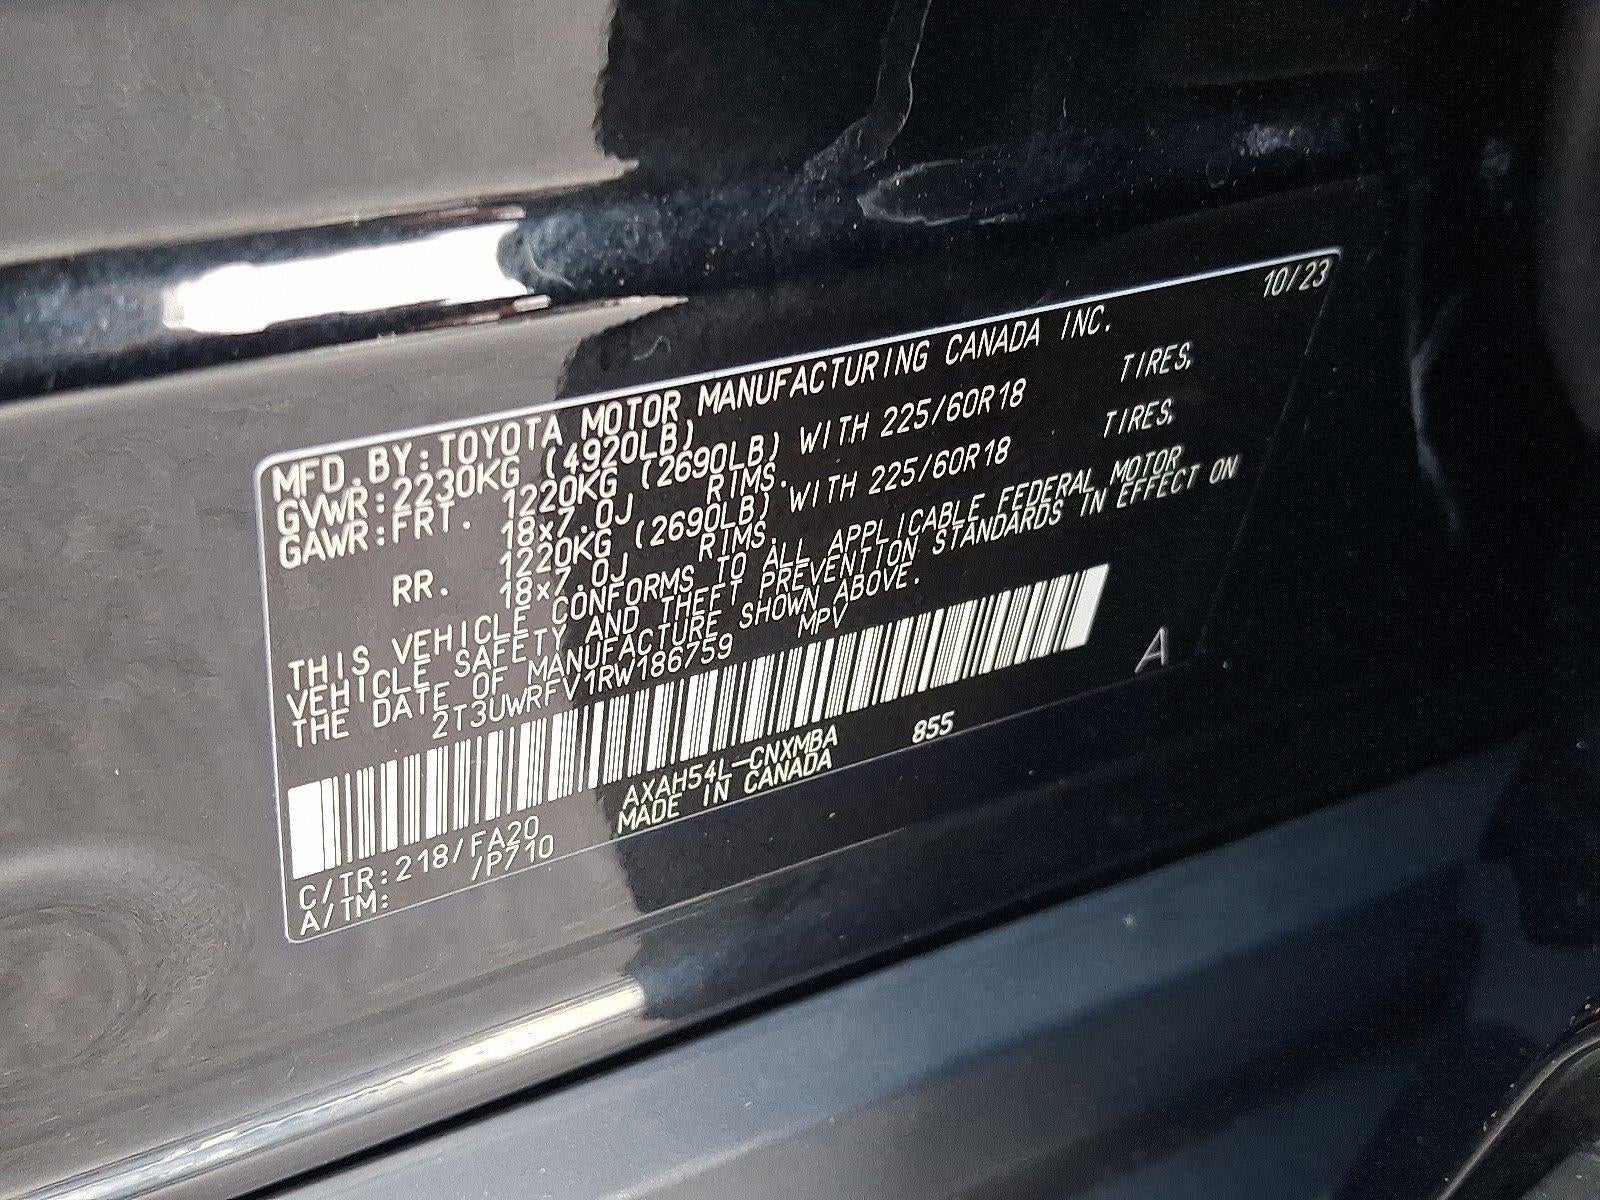 10/23
MFD.BY:TOYOTA MOTOR MANUFACTURING CANADA INC.
GVWR:2230KG (4920LB)
GAWR:FRT. 1220KG (2690LB) WITH 225/60R18 TIRES,
18x7.0J RIMS.
RR. 1220KG (2690LB) WITH 225/60R18 TIRES,
18x7.0J RIMS.
THIS VEHICLE CONFORMS TO ALL APPLICABLE FEDERAL MOTOR
VEHICLE SAFETY AND THEFT PREVENTION STANDARDS IN EFFECT ON
THE DATE OF MANUFACTURE SHOWN ABOVE.
2T3UWRFV1RW186759 MPV
A
AXAH54L-CNXMBA 855
MADE IN CANADA
C/TR:218/FA20
A/TM: /P710